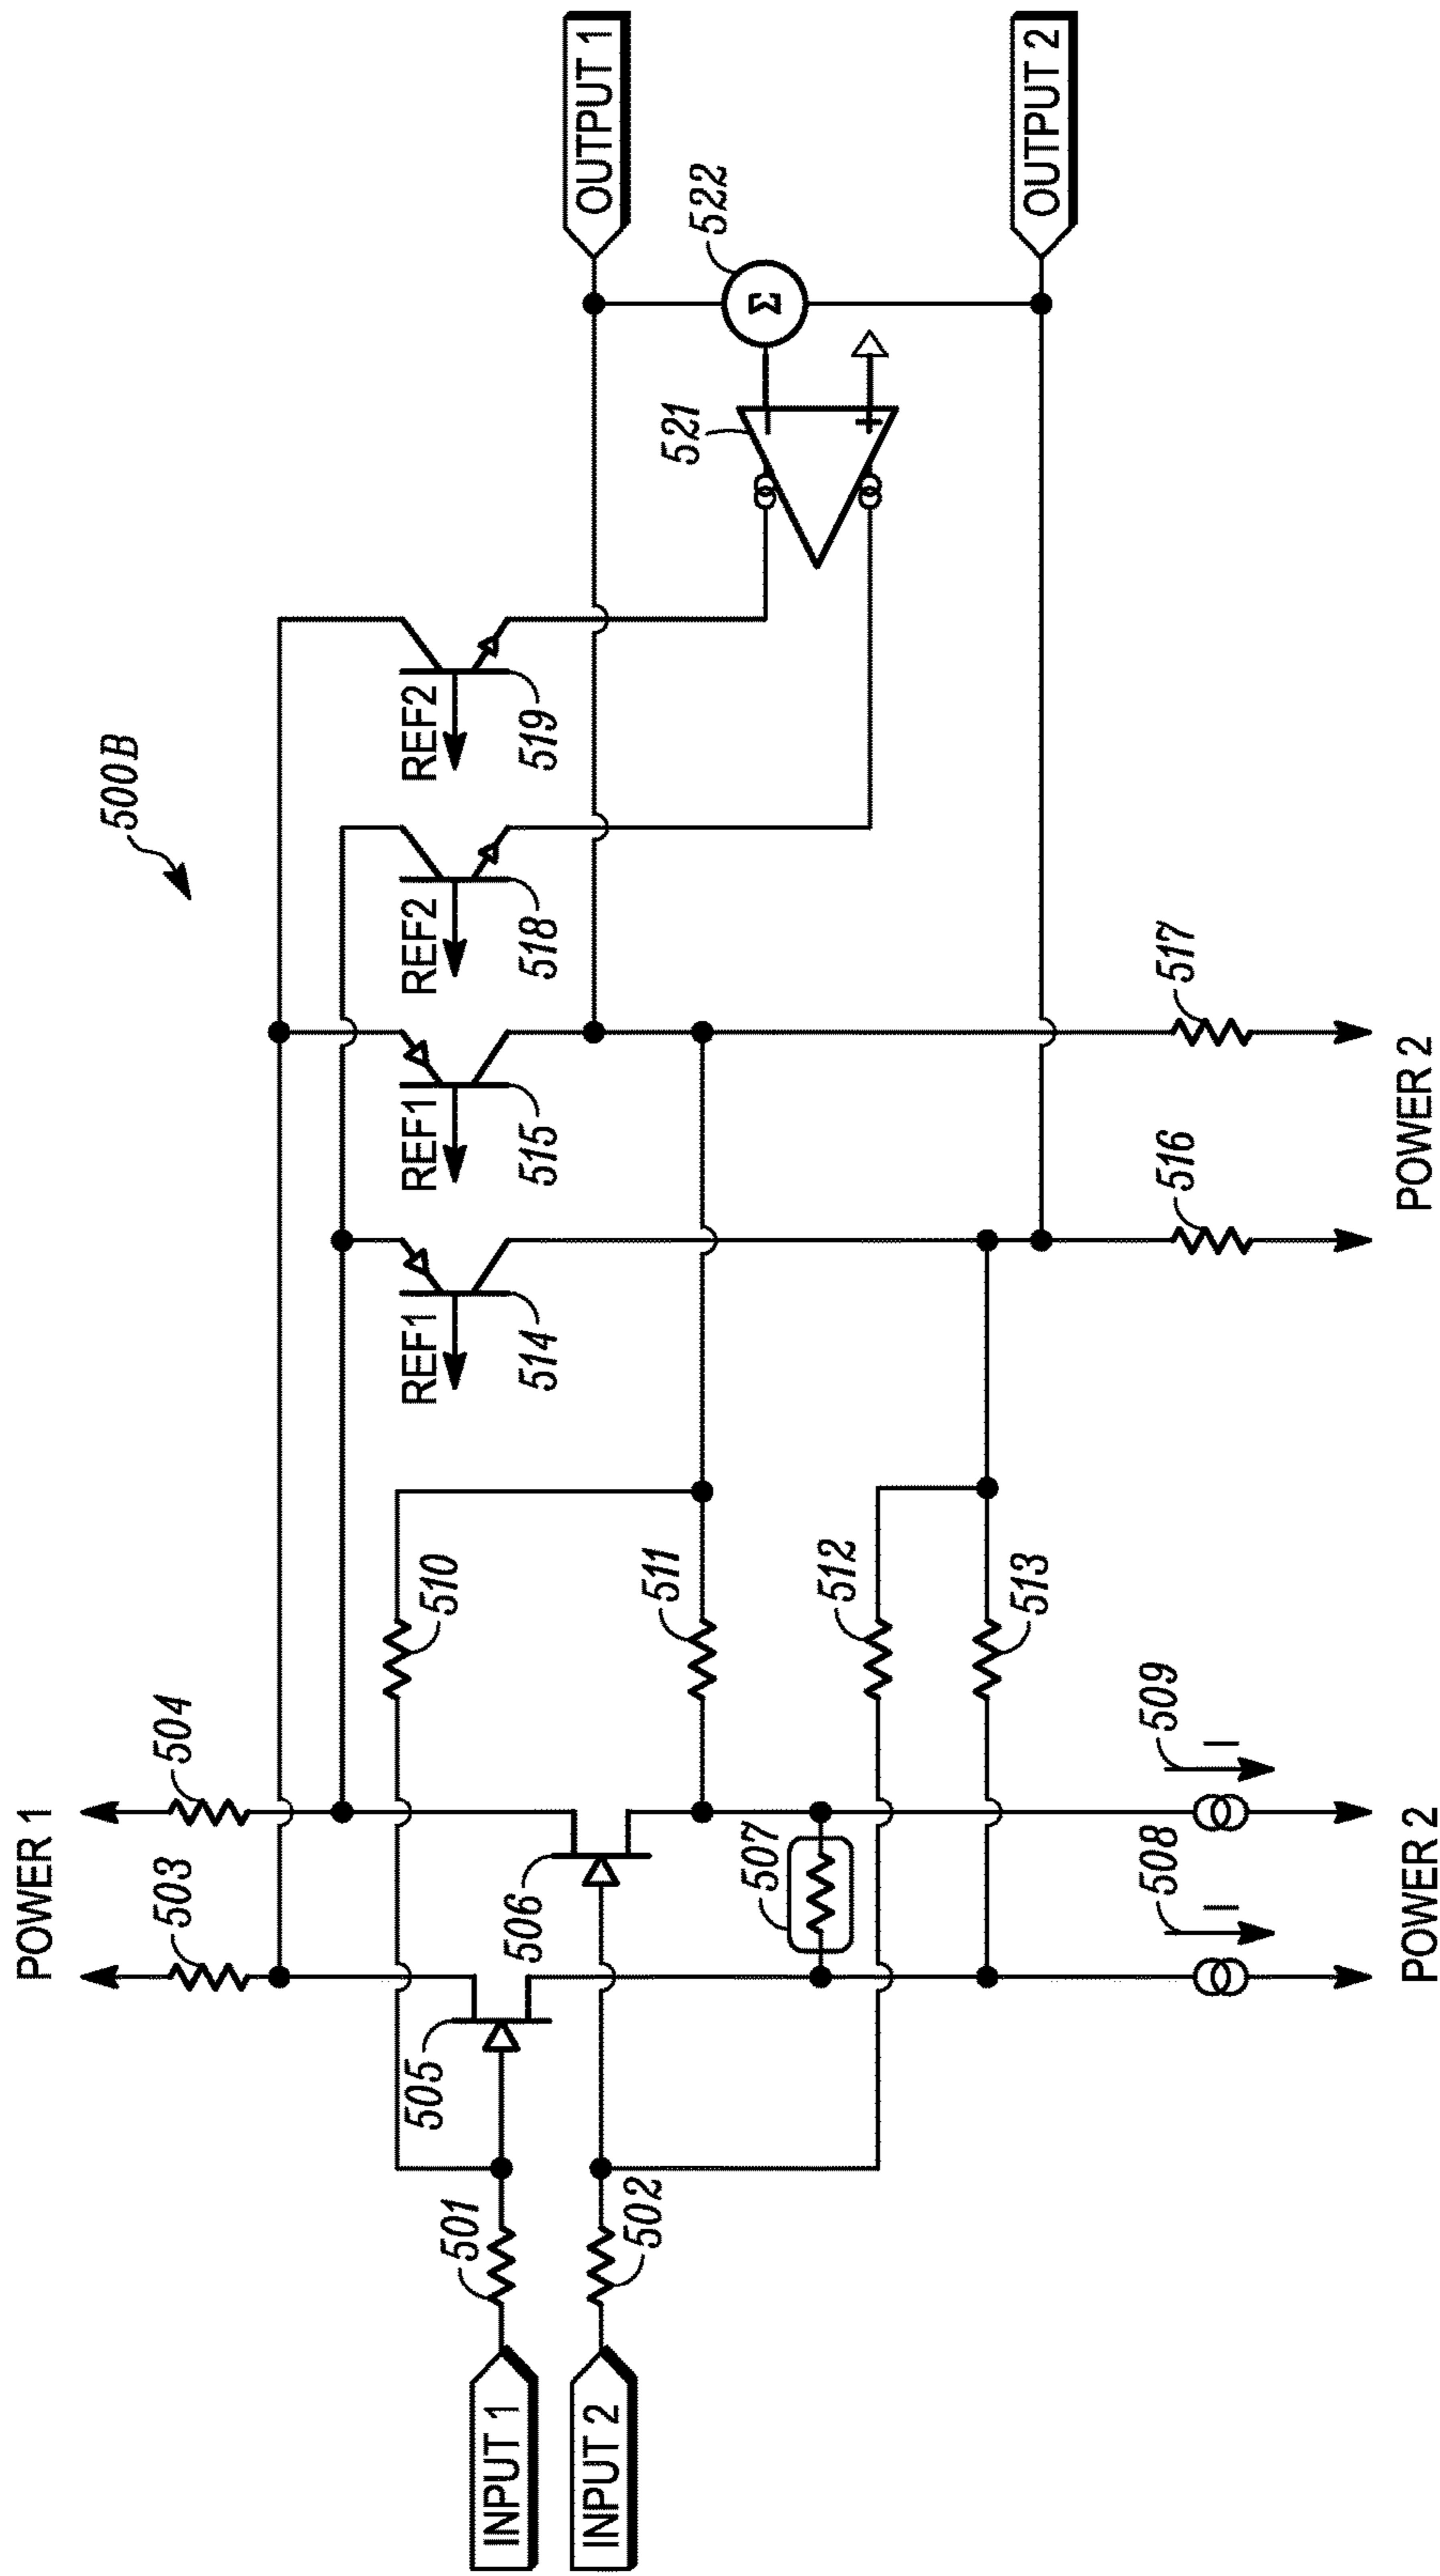 500B
POWER 1
503
504
505
506
507
INPUT 1
INPUT 2
501
502
510
511
512
513
508
I
509
I
POWER 2
REF1
514
REF1
515
REF2
518
REF2
519
516
517
POWER 2
521
−
+
522
Σ
OUTPUT 1
OUTPUT 2